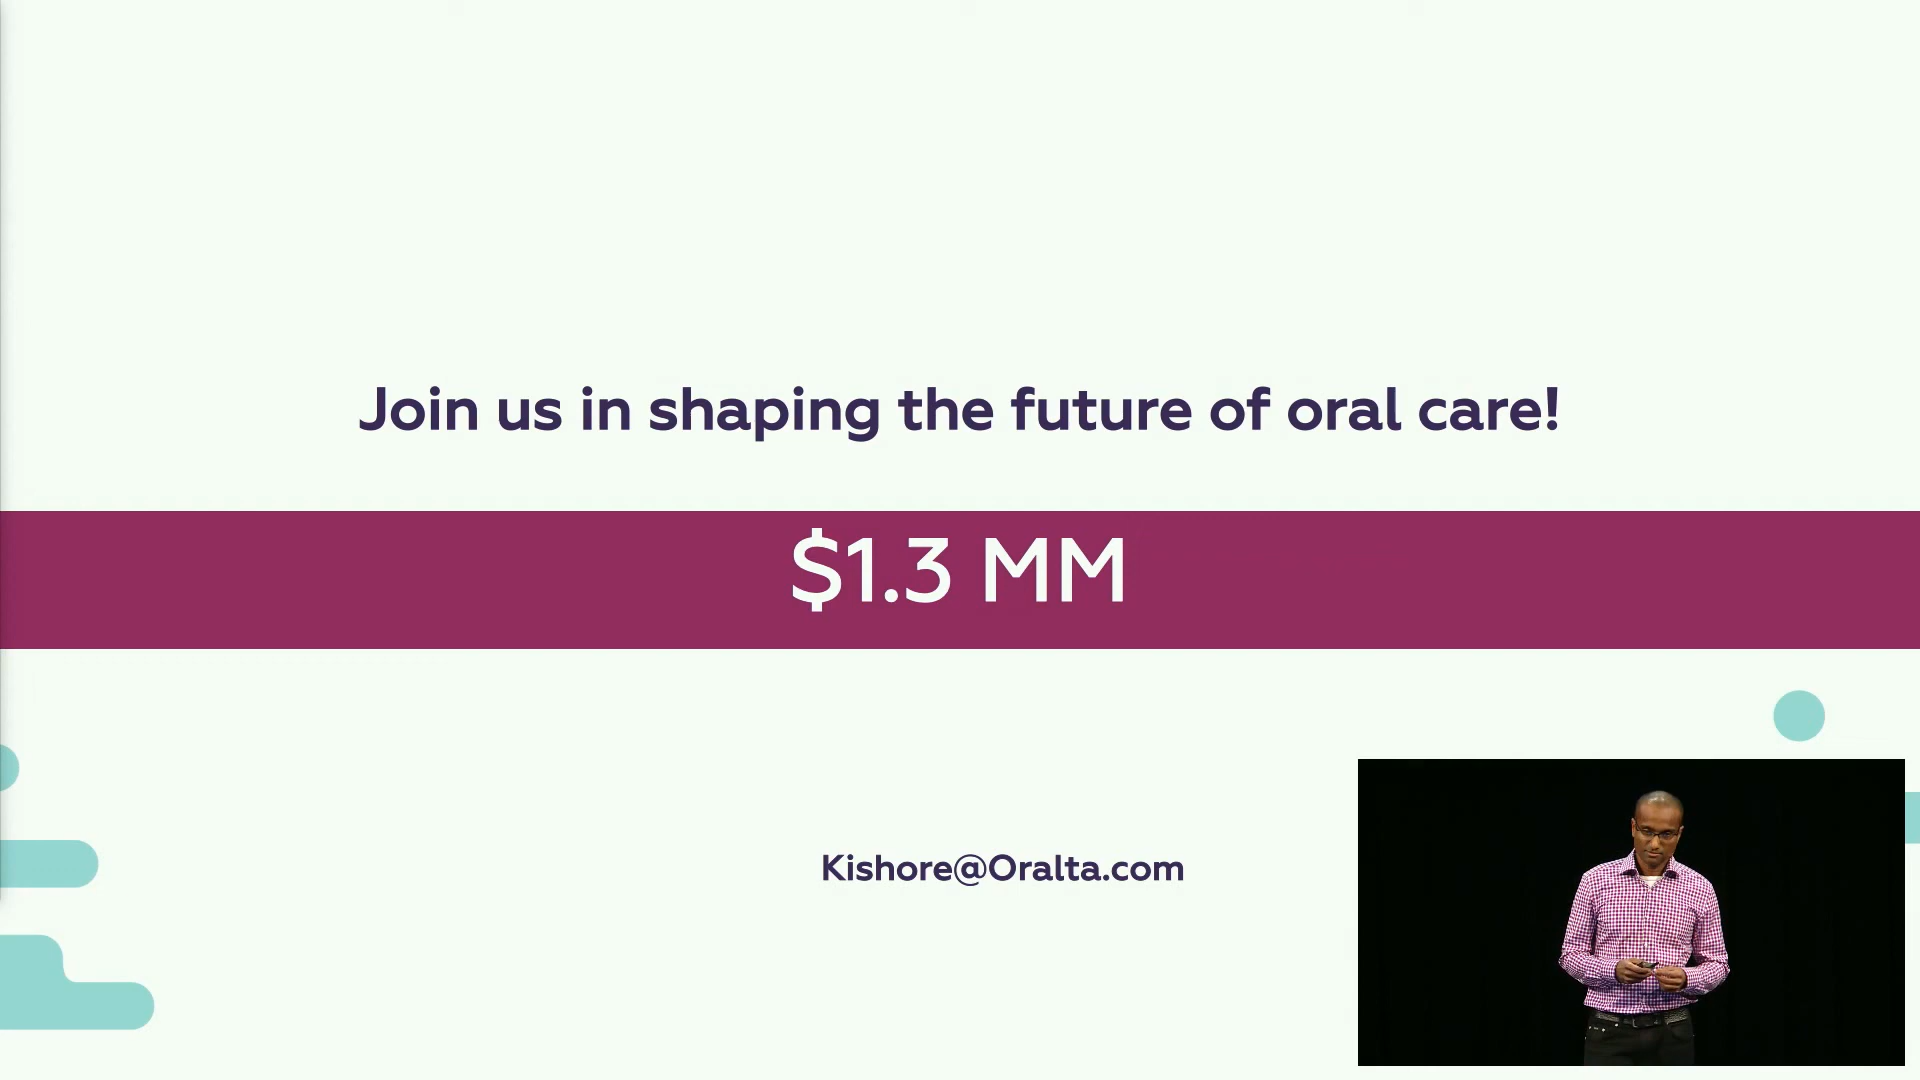 Join us in shaping the future of oral care!
$1.3 MM
Kishore@Oralta.com